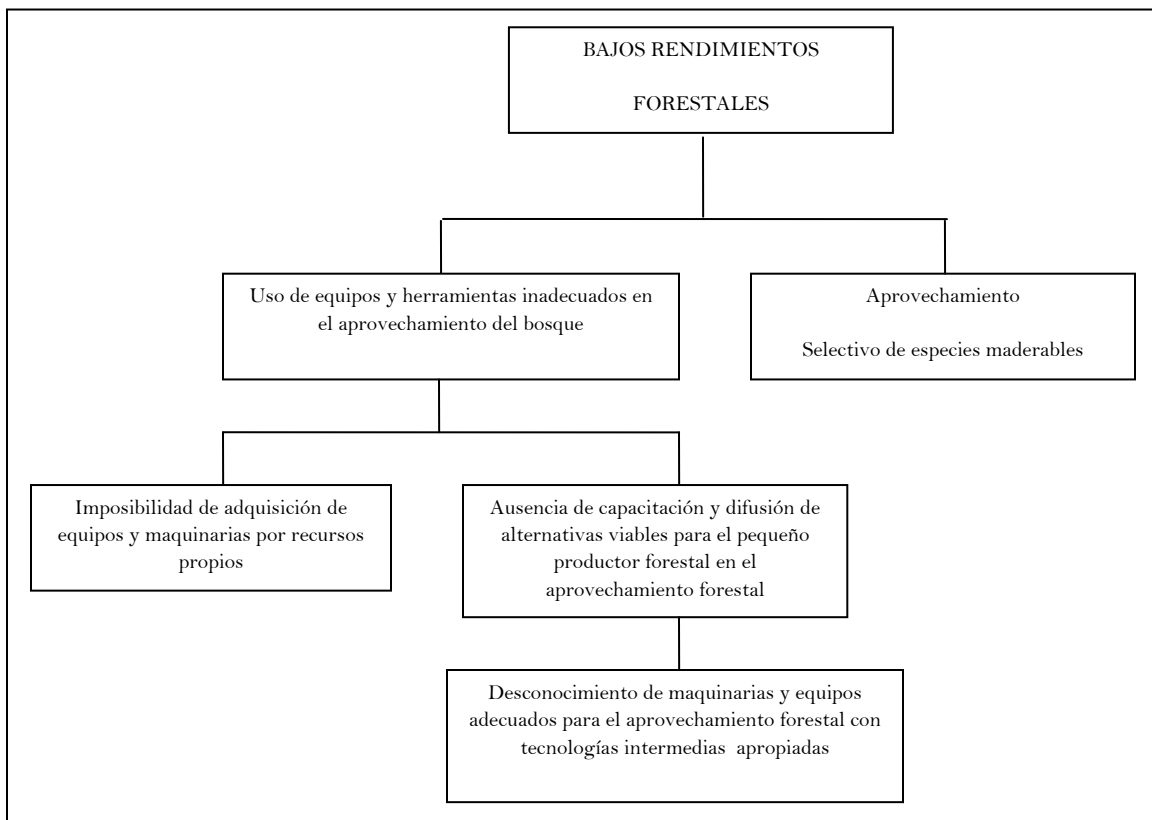 BAJOS RENDIMIENTOS
FORESTALES
Uso de equipos y herramientas inadecuados en
el aprovechamiento del bosque
Aprovechamiento
Selectivo de especies maderables
Imposibilidad de adquisición de
equipos y maquinarias por recursos
propios
Ausencia de capacitación y difusión de
alternativas viables para el pequeño
productor forestal en el
aprovechamiento forestal
Desconocimiento de maquinarias y equipos
adecuados para el aprovechamiento forestal con
tecnologías intermedias  apropiadas